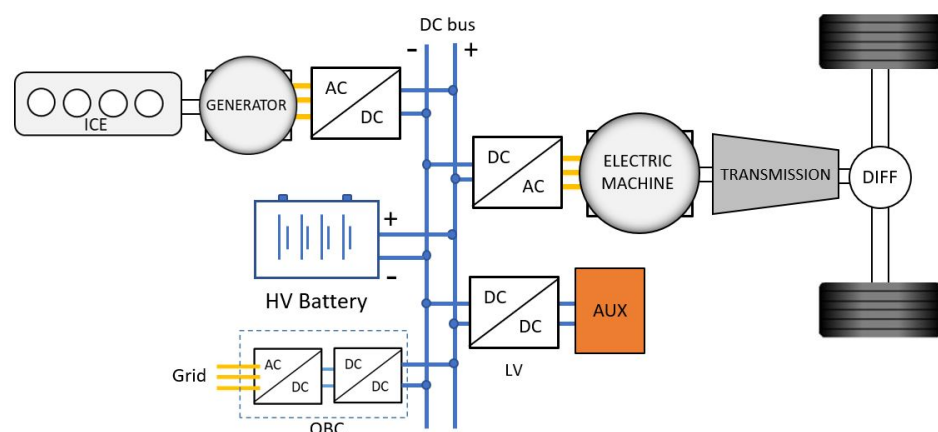 DC bus
- +
ICE
GENERATOR
AC
DC
DC
AC
ELECTRIC
MACHINE
TRANSMISSION
DIFF
+
-
HV Battery
DC
DC
AUX
LV
Grid
AC
DC
DC
DC
OBC